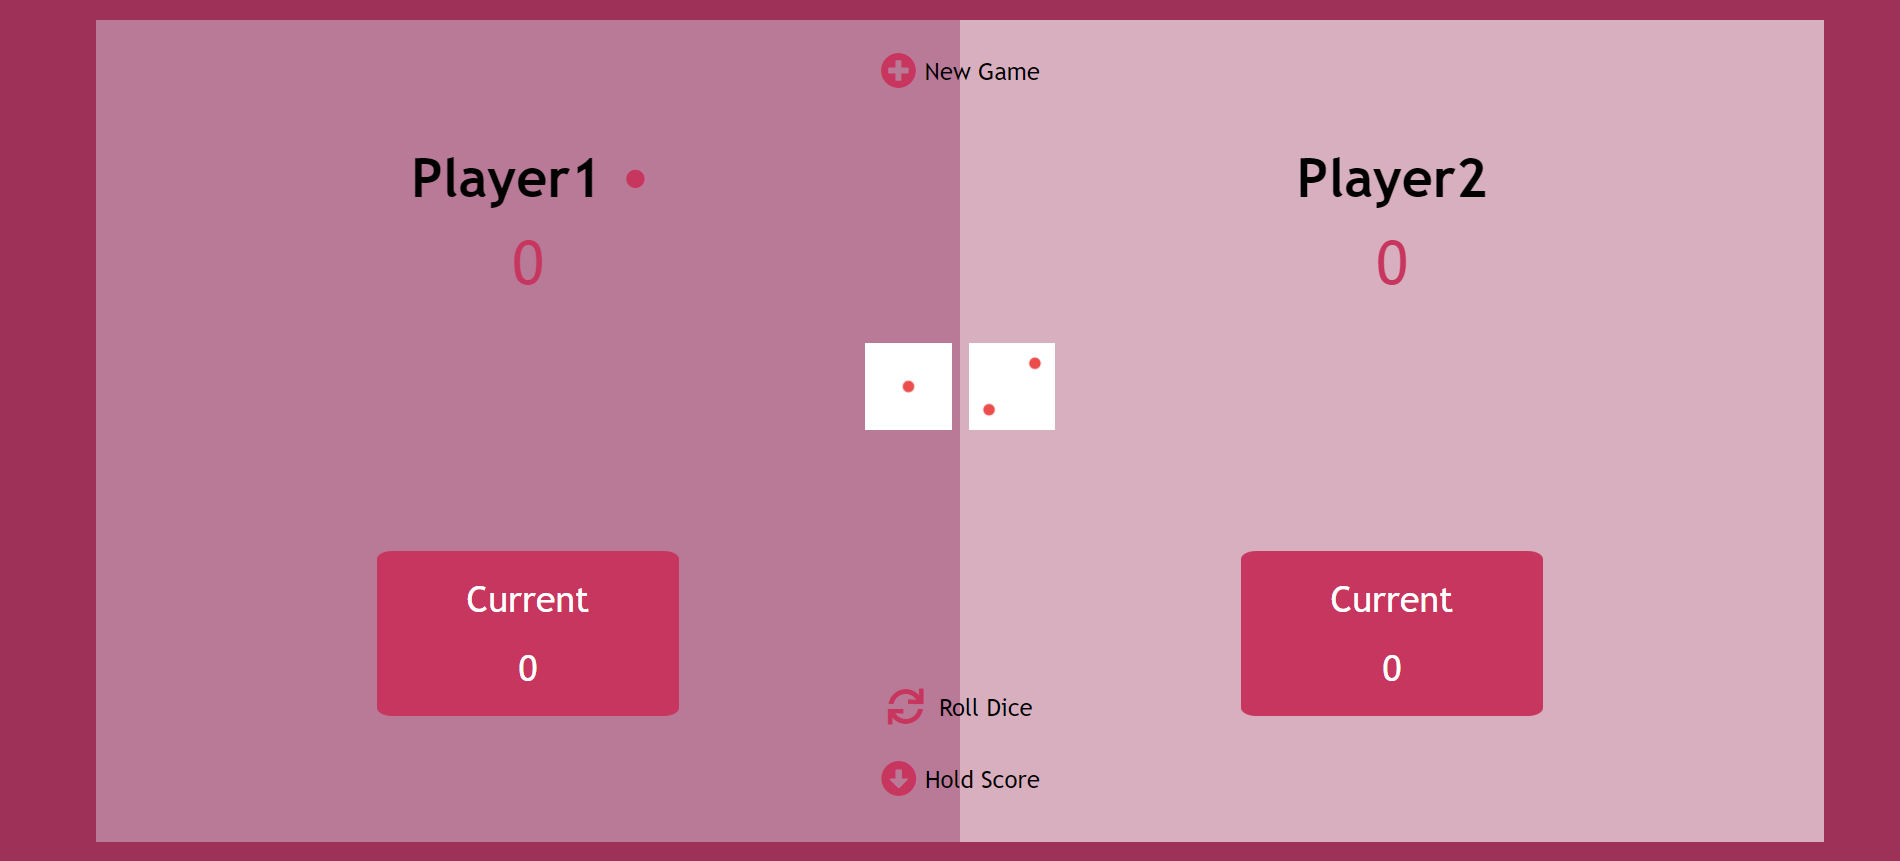 New Game
Player1
Player2
0
0
Current
0
Current
0
Roll Dice
Hold Score